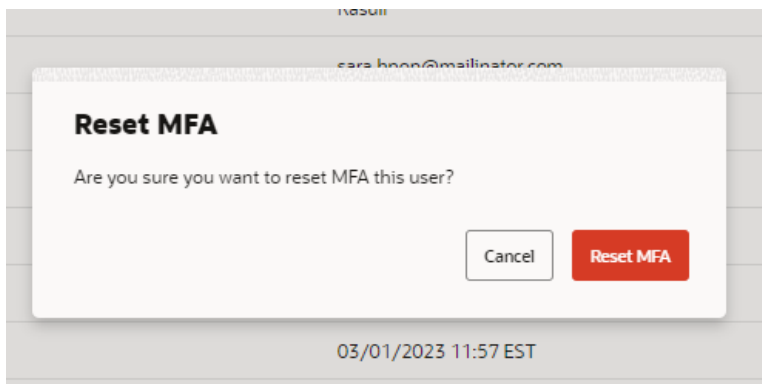 Reset MFA
Are you sure you want to reset MFA this user?
Cancel
Reset MFA
03/01/2023 11:57 EST